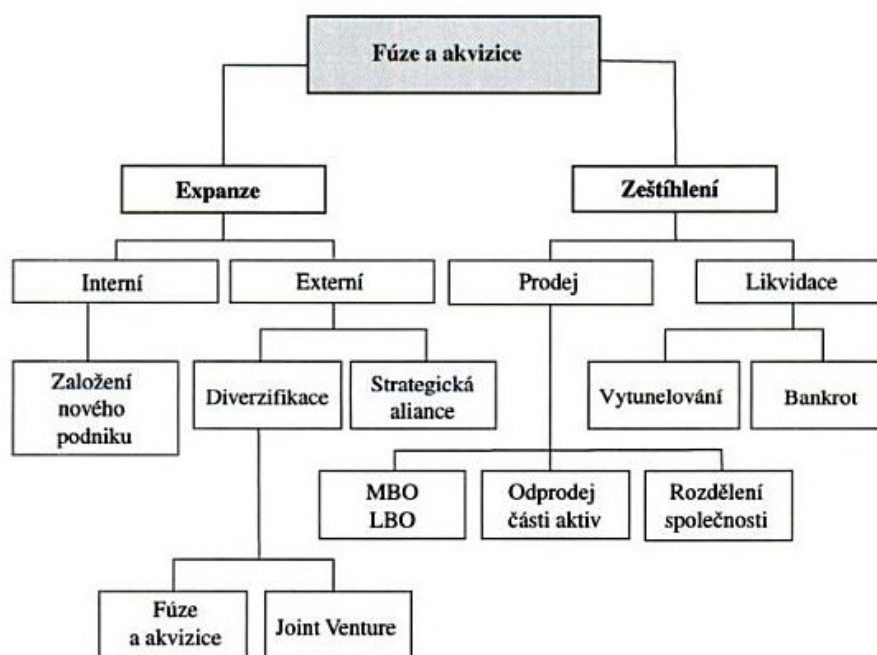 Fúze a akvizice
Expanze
Zeštíhlení
Interní
Externí
Prodej
Likvidace
Založení
nového
podniku
Diverzifikace
Strategická
aliance
Vytunelování
Bankrot
MBO
LBO
Odprodej
části aktiv
Rozdělení
společnosti
Fúze
a akvizice
Joint Venture